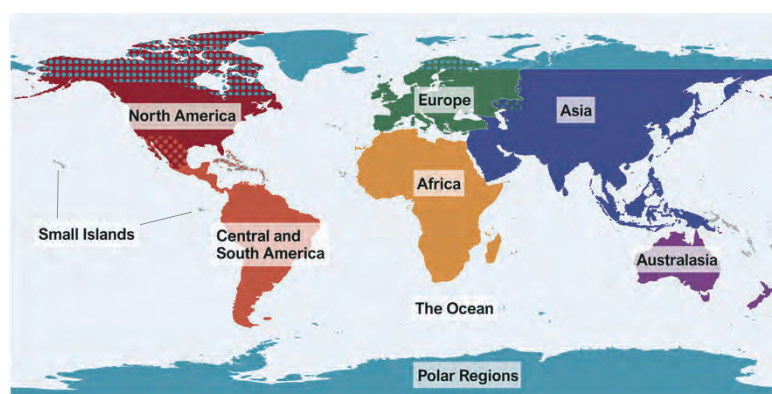 Europe
North America
Asia
Africa
Small Islands
Central and
South America
Australasia
The Ocean
Polar Regions